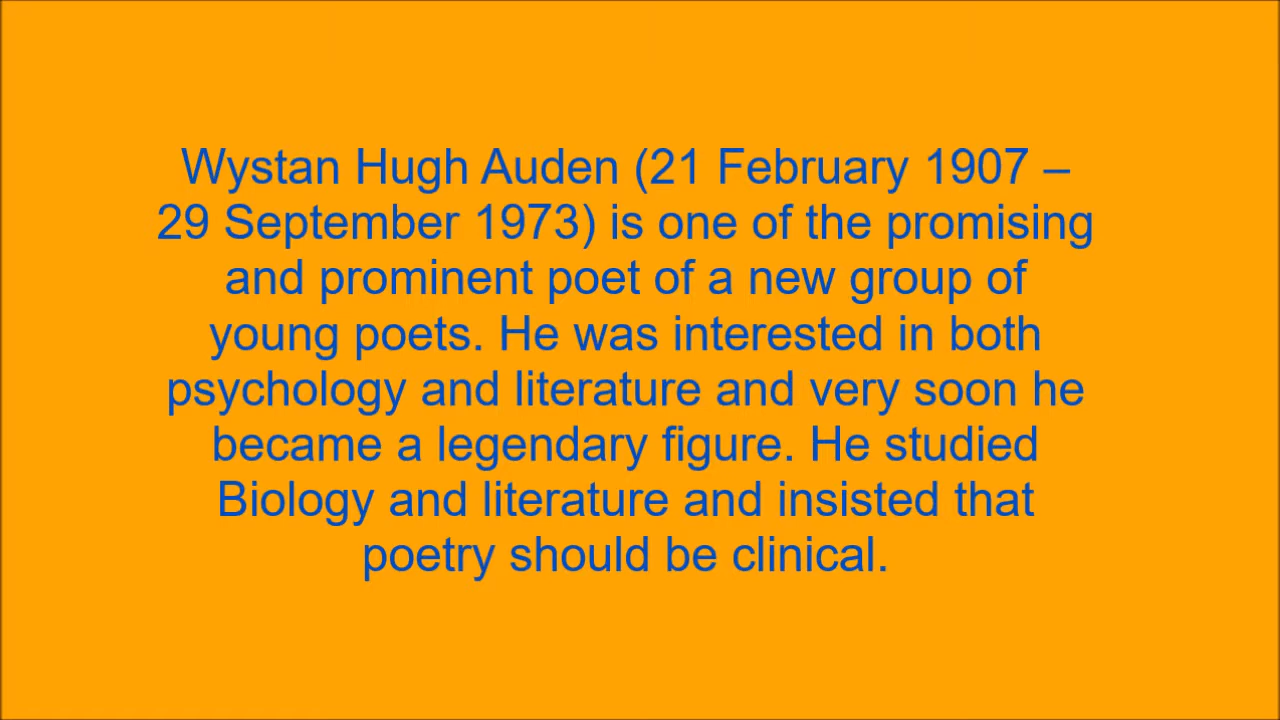 Wystan Hugh Auden (21 February 1907 –
29 September 1973) is one of the promising
and prominent poet of a new group of
young poets. He was interested in both
psychology and literature and very soon he
became a legendary figure. He studied
Biology and literature and insisted that
poetry should be clinical.